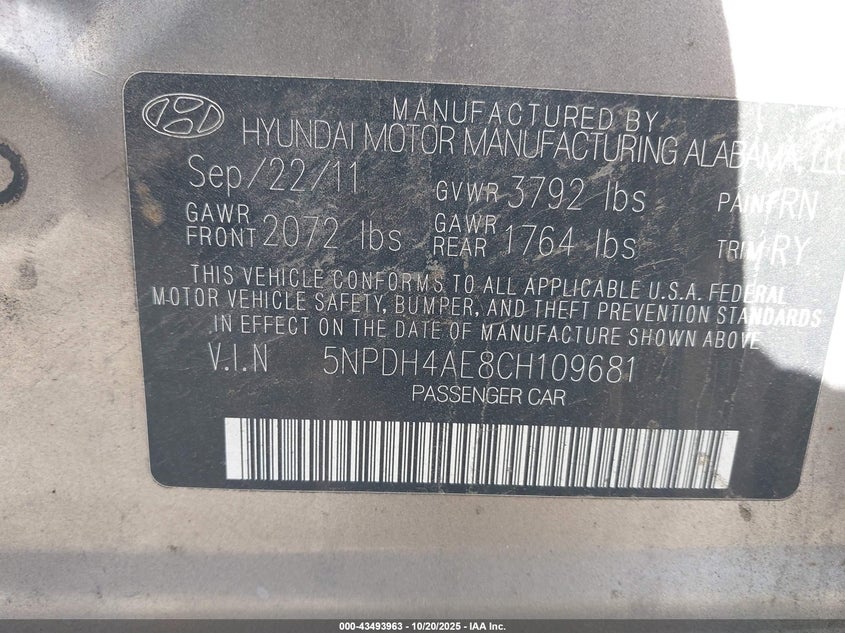 MANUFACTURED BY
HYUNDAI MOTOR MANUFACTURING ALABAMA, LLC
Sep/22/11 GVWR 3792 lbs PAINT RN
GAWR FRONT 2072 lbs GAWR REAR 1764 lbs TRIM RY
THIS VEHICLE CONFORMS TO ALL APPLICABLE U.S.A. FEDERAL
MOTOR VEHICLE SAFETY, BUMPER, AND THEFT PREVENTION STANDARDS
IN EFFECT ON THE DATE OF MANUFACTURE SHOWN ABOVE
V.I.N 5NPDH4AE8CH109681
PASSENGER CAR
000-43493963 - 10/20/2025 - IAA Inc.